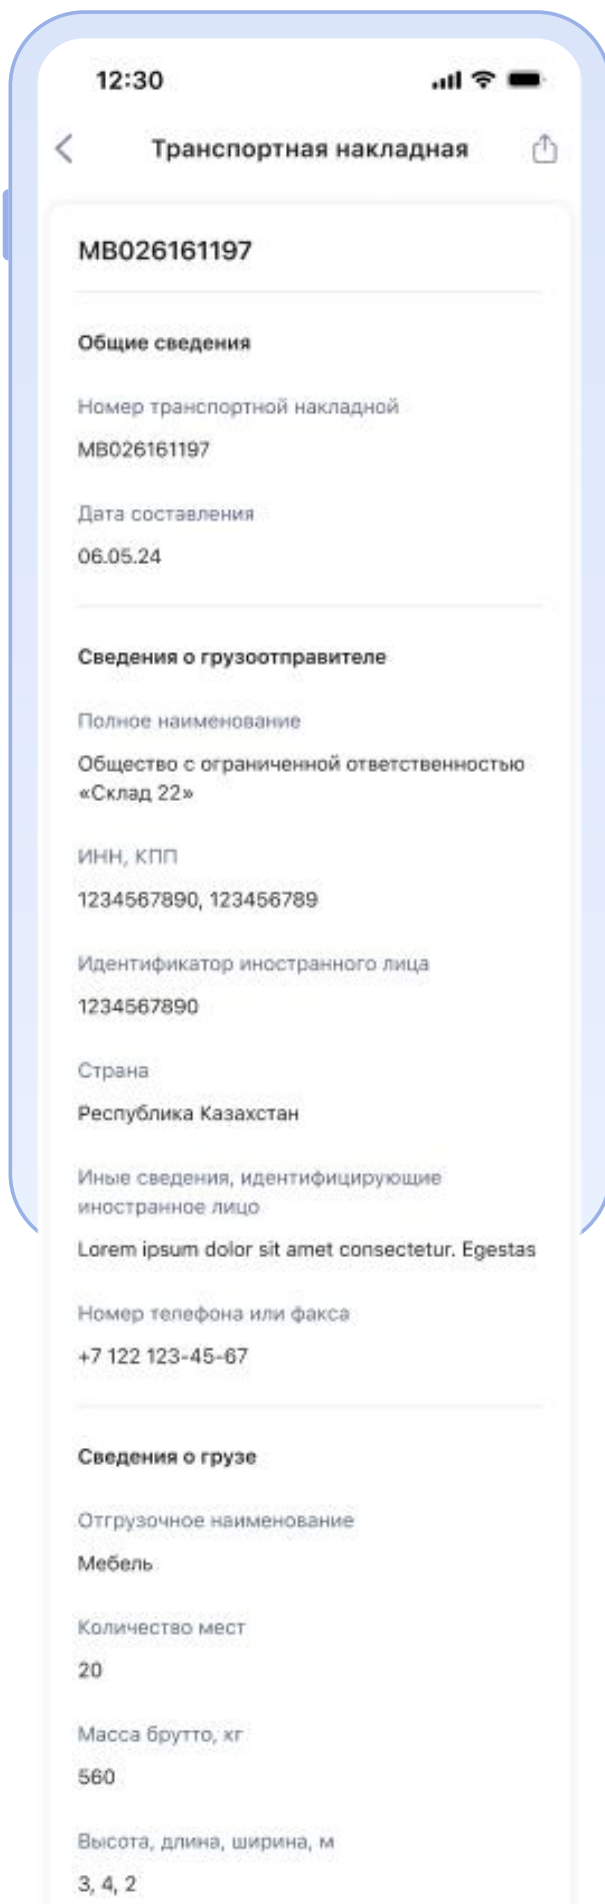 12:30
Транспортная накладная
МВ026161197
Общие сведения
Номер транспортной накладной
МВ026161197
Дата составления
06.05.24
Сведения о грузоотправителе
Полное наименование
Общество с ограниченной ответственностью
«Склад 22»
ИНН, КПП
1234567890, 123456789
Идентификатор иностранного лица
1234567890
Страна
Республика Казахстан
Иные сведения, идентифицирующие
иностранное лицо
Lorem ipsum dolor sit amet consectetur. Egestas
Номер телефона или факса
+7 122 123-45-67
Сведения о грузе
Отгрузочное наименование
Мебель
Количество мест
20
Масса брутто, кг
560
Высота, длина, ширина, м
3, 4, 2